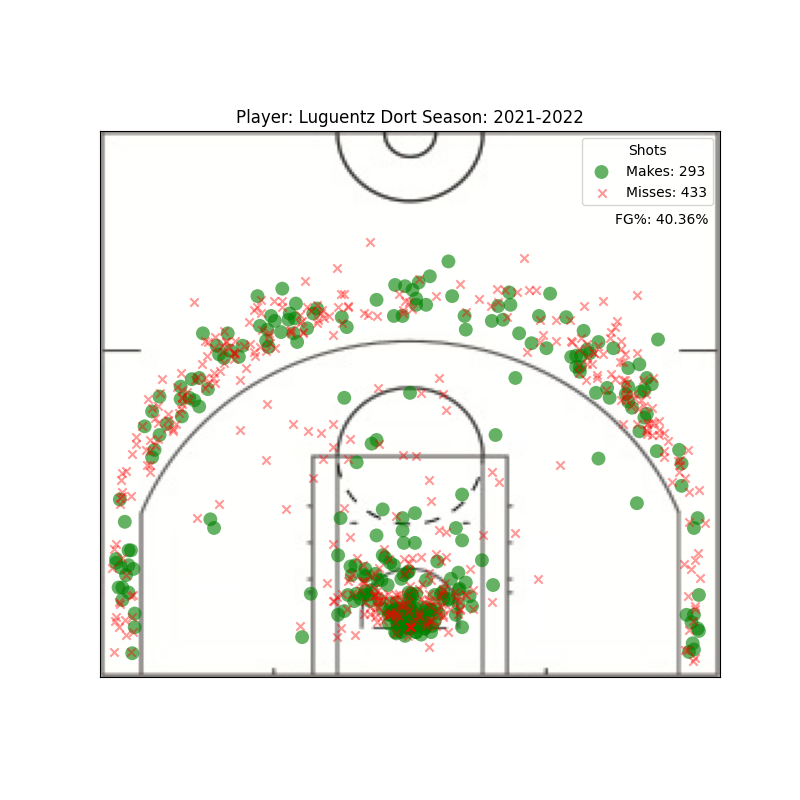 Player: Luguentz Dort Season: 2021-2022
Shots
Makes: 293
Misses: 433
FG%: 40.36%